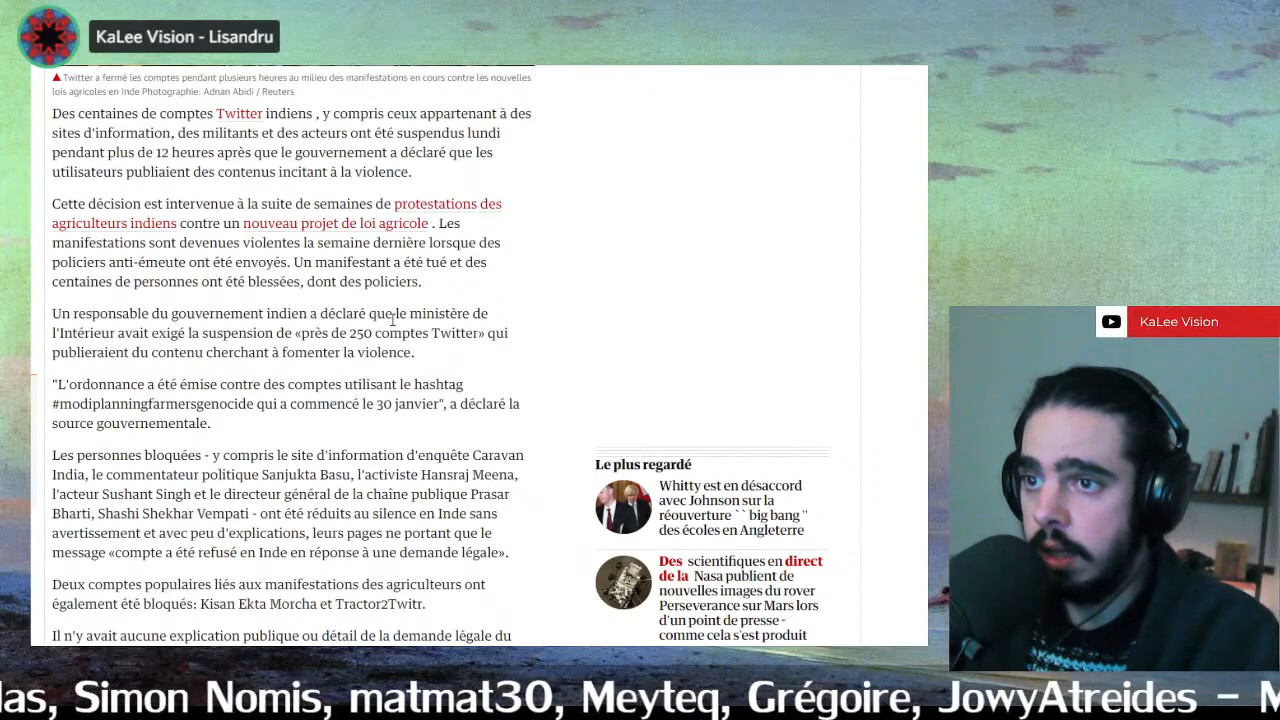 KaLee Vision - Lisandru
▲ Twitter a fermé les comptes pendant plusieurs heures au milieu des manifestations en cours contre les nouvelles
lois agricoles en Inde Photographie: Adnan Abidi / Reuters
Des centaines de comptes Twitter indiens , y compris ceux appartenant à des
sites d'information, des militants et des acteurs ont été suspendus lundi
pendant plus de 12 heures après que le gouvernement a déclaré que les
utilisateurs publiaient des contenus incitant à la violence.
Cette décision est intervenue à la suite de semaines de protestations des
agriculteurs indiens contre un nouveau projet de loi agricole . Les
manifestations sont devenues violentes la semaine dernière lorsque des
policiers anti-émeute ont été envoyés. Un manifestant a été tué et des
centaines de personnes ont été blessées, dont des policiers.
Un responsable du gouvernement indien a déclaré que le ministère de
l'Intérieur avait exigé la suspension de «près de 250 comptes Twitter» qui
publieraient du contenu cherchant à fomenter la violence.
"L'ordonnance a été émise contre des comptes utilisant le hashtag
#modiplanningfarmersgenocide qui a commencé le 30 janvier", a déclaré la
source gouvernementale.
Les personnes bloquées - y compris le site d'information d'enquête Caravan
India, le commentateur politique Sanjukta Basu, l'activiste Hansraj Meena,
l'acteur Sushant Singh et le directeur général de la chaîne publique Prasar
Bharti, Shashi Shekhar Vempati - ont été réduits au silence en Inde sans
avertissement et avec peu d'explications, leurs pages ne portant que le
message «compte a été refusé en Inde en réponse à une demande légale».
Deux comptes populaires liés aux manifestations des agriculteurs ont
également été bloqués: Kisan Ekta Morcha et Tractor2Twitr.
Il n'y avait aucune explication publique ou détail de la demande légale du
Le plus regardé
Whitty est en désaccord
avec Johnson sur la
réouverture `` big bang ''
des écoles en Angleterre
Des scientifiques en direct
de la Nasa publient de
nouvelles images du rover
Perseverance sur Mars lors
d'un point de presse -
comme cela s'est produit
KaLee Vision
las, Simon Nomis, matmat30, Meyteq, Grégoire, JowyAtreides – M